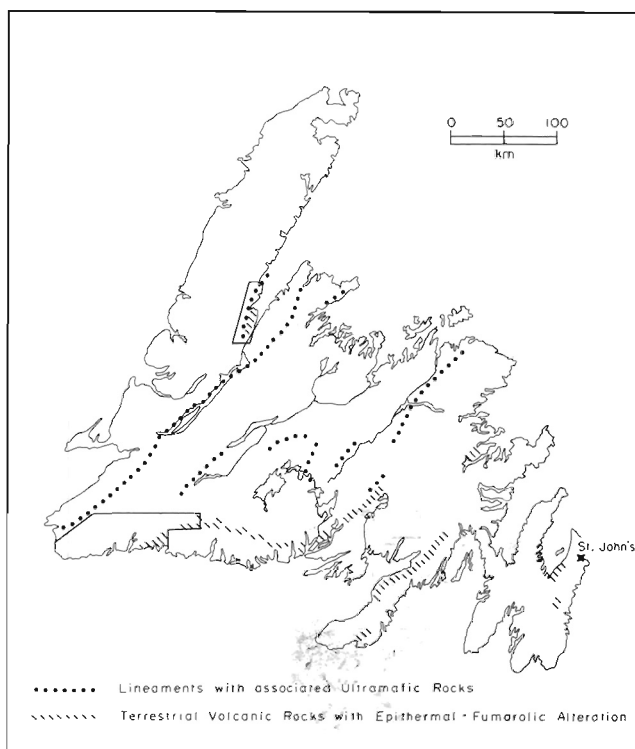 0 50 100
km
St. John's
Lineaments with associated Ultramafic Rocks
Terrestrial Volcanic Rocks with Epithermal - Fumarolic Alteration